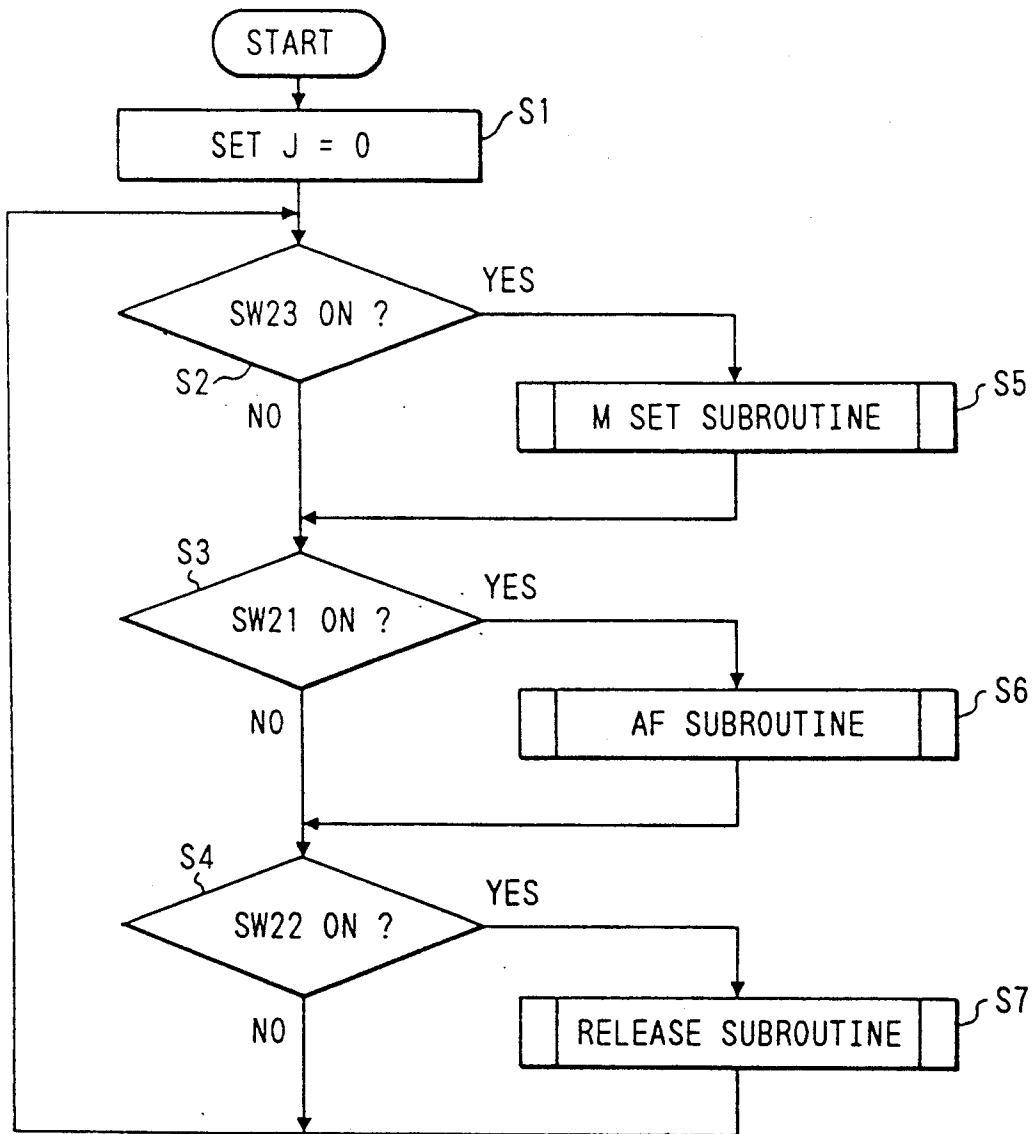 START
SET J = 0
S1
SW23 ON ?
YES
S2
NO
M SET SUBROUTINE
S5
S3
SW21 ON ?
YES
NO
AF SUBROUTINE
S6
S4
SW22 ON ?
YES
NO
RELEASE SUBROUTINE
S7